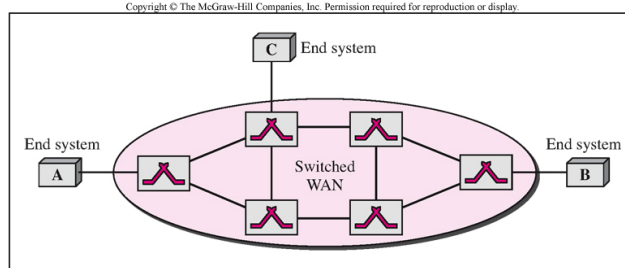 Copyright © The McGraw-Hill Companies, Inc. Permission required for reproduction or display.
C End system
End system
A
Switched
WAN
End system
B